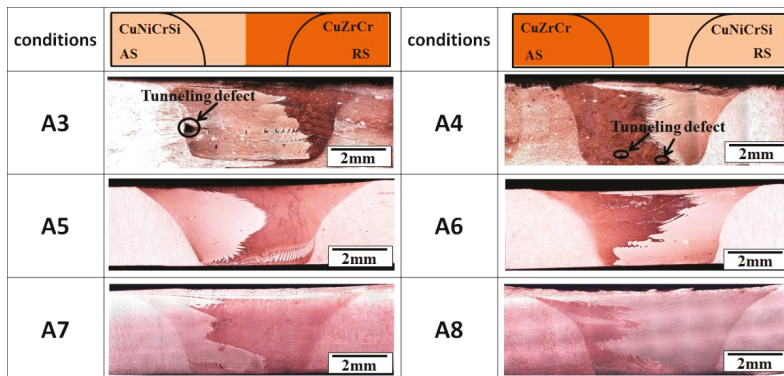 conditions
CuNiCrSi
CuZrCr
AS
RS
conditions
CuZrCr
CuNiCrSi
AS
RS
A3
Tunneling defect
2mm
A4
Tunneling defect
2mm
A5
2mm
A6
2mm
A7
2mm
A8
2mm